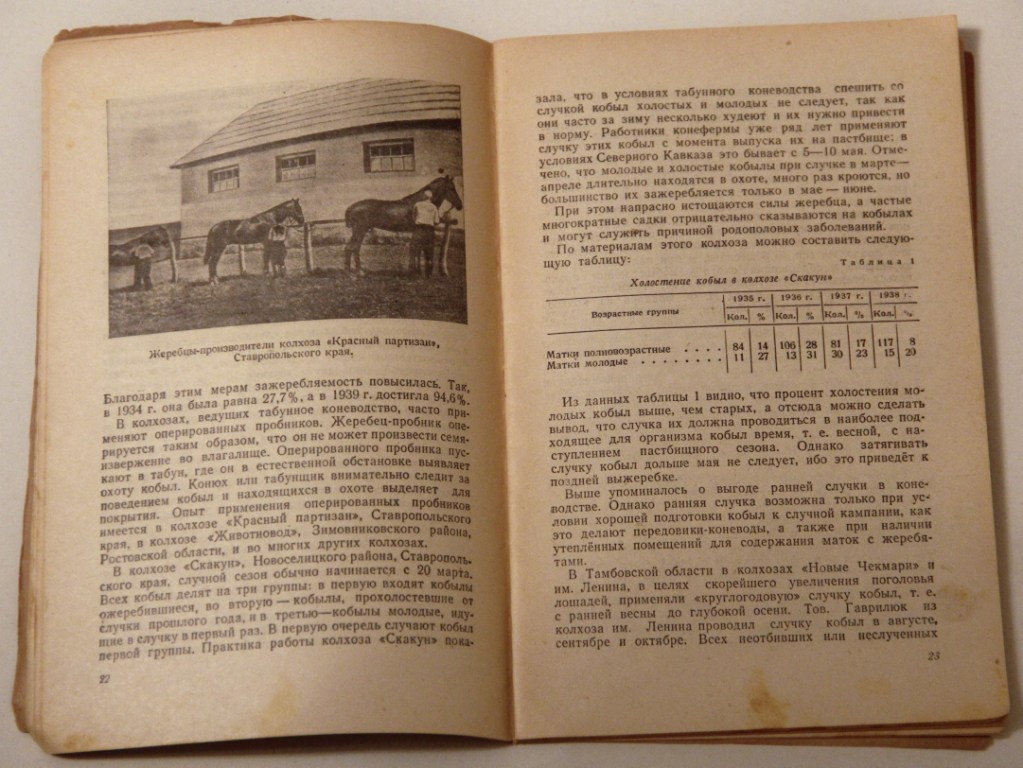 Жеребцы-производители колхоза «Красный партизан»,
Ставропольского края.
Благодаря этим мерам зажеребляемость повысилась. Так,
в 1934 г. она была равна 27,7%, а в 1939 г. достигла 94,6%.
В колхозах, ведущих табунное коневодство, часто при-
меняют оперированных пробников. Жеребец-пробник опе-
рируется таким образом, что он не может произвести семя-
извержение во влагалище. Оперированного пробника пус-
кают в табун, где он в естественной обстановке выявляет
охоту кобыл. Конюх или табунщик внимательно следит за
поведением кобыл и находящихся в охоте выделяет для
покрытия. Опыт применения оперированных пробников
имеется в колхозе «Красный партизан», Ставропольского
края, в колхозе «Животновод», Зимовниковского района,
Ростовской области, и во многих других колхозах.
В колхозе «Скакун», Новоселицкого района, Ставрополь-
ского края, случной сезон обычно начинается с 20 марта.
Всех кобыл делят на три группы: в первую входят кобылы
ожеребившиеся, во вторую — кобылы, прохолостевшие от
случки прошлого года, и в третью—кобылы молодые, иду-
щие в случку в первый раз. В первую очередь случают кобыл
первой группы. Практика работы колхоза «Скакун» пока-
22
зала, что в условиях табунного коневодства спешить со
случкой кобыл холостых и молодых не следует, так как
они часто за зиму несколько худеют и их нужно привести
в норму. Работники конефермы уже ряд лет применяют
случку этих кобыл с момента выпуска их на пастбище; в
условиях Северного Кавказа это бывает с 5—10 мая. Отме-
чено, что молодые и холостые кобылы при случке в марте—
апреле длительно находятся в охоте, много раз кроются, но
большинство их зажеребляется только в мае — июне.
При этом напрасно истощаются силы жеребца, а частые
многократные садки отрицательно сказываются на кобылах
и могут служить причиной родополовых заболеваний.
По материалам этого колхоза можно составить следую-
щую таблицу:
Таблица 1
Холостение кобыл в колхозе «Скакун»
Возрастные группы 1935 г. 1936 г. 1937 г. 1938 г.
Кол. % Кол. % Кол. % Кол. %
Матки полновозрастные . . . . 84 14 106 28 81 17 117 8
Матки молодые . . . . . . . . 11 27 13 31 30 23 15 20
Из данных таблицы 1 видно, что процент холостения мо-
лодых кобыл выше, чем старых, а отсюда можно сделать
вывод, что случка их должна проводиться в наиболее под-
ходящее для организма кобыл время, т. е. весной, с на-
ступлением пастбищного сезона. Однако затягивать
случку кобыл дольше мая не следует, ибо это приведёт к
поздней выжеребке.
Выше упоминалось о выгоде ранней случки в коне-
водстве. Однако ранняя случка возможна только при ус-
ловии хорошей подготовки кобыл к случной кампании, как
это делают передовики-коневоды, а также при наличии
утеплённых помещений для содержания маток с жеребя-
тами.
В Тамбовской области в колхозах «Новые Чекмари» и
им. Ленина, в целях скорейшего увеличения поголовья
лошадей, применили «круглогодовую» случку кобыл, т. е.
с ранней весны до глубокой осени. Тов. Гаврилюк из
колхоза им. Ленина проводил случку кобыл в августе,
сентябре и октябре. Всех необтивших или неслученных
23